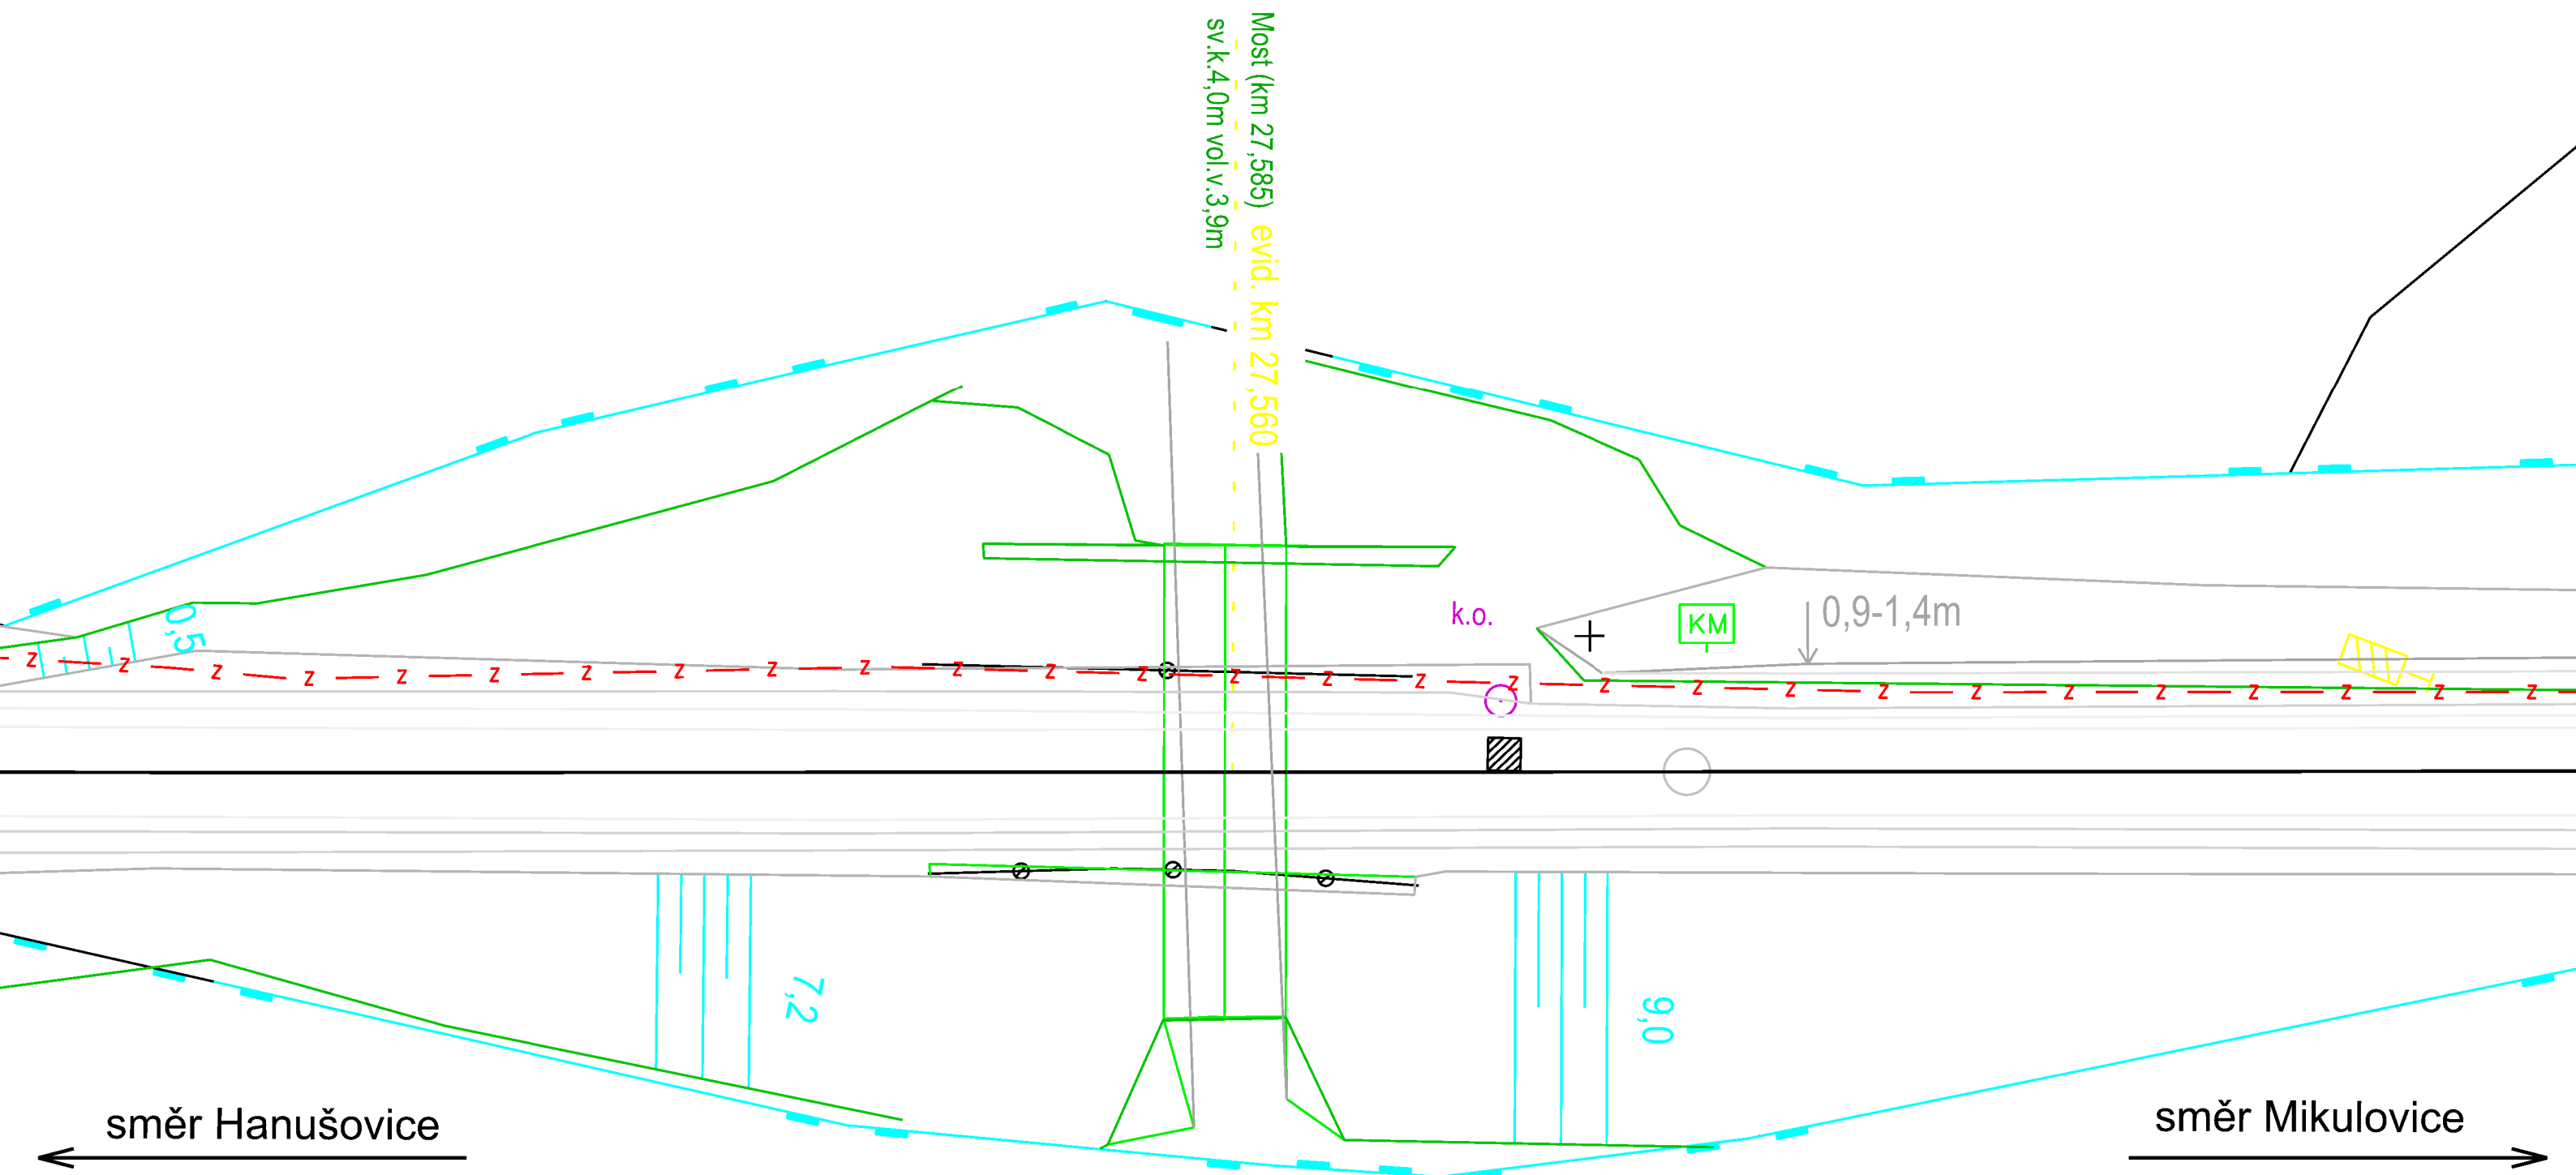 Most (km 27,585) evid. km 27,560
sv.k.4,0m vol.v.3,9m
0,5
k.o.
KM
0,9-1,4m
z z z z z z z z z z z z z z z z z z z z z z z z z z z
7,2
9,0
směr Hanušovice
směr Mikulovice